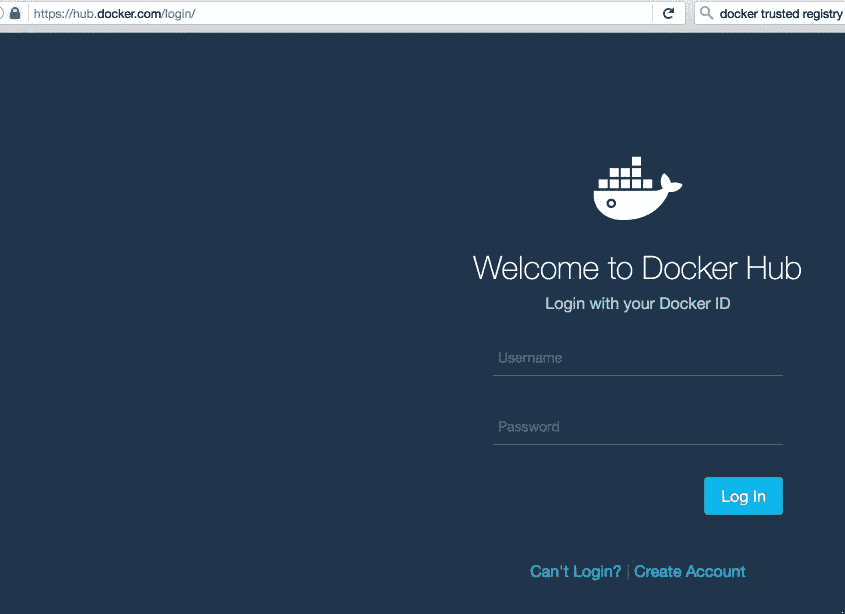 https://hub.docker.com/login/
docker trusted registry
Welcome to Docker Hub
Login with your Docker ID
Username
Password
Log In
Can't Login? | Create Account